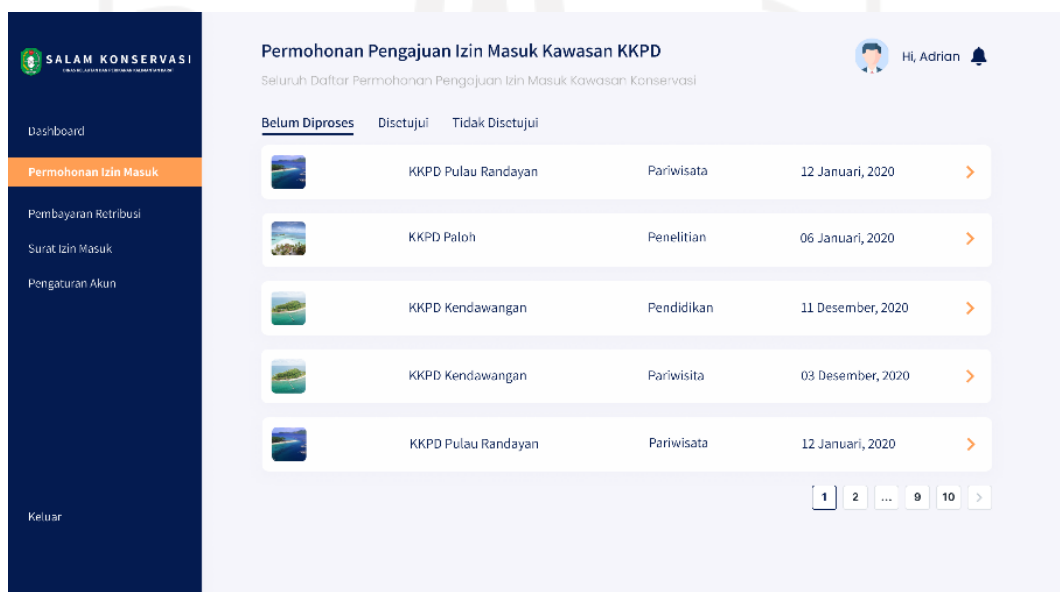 SALAM KONSERVASI
Permohonan Pengajuan Izin Masuk Kawasan KKPD
Hi, Adrian
Seluruh Daftar Permohonan Pengajuan Izin Masuk Kawasan Konservasi
Dashboard
Permohonan Izin Masuk
Pembayaran Retribusi
Surat Izin Masuk
Pengaturan Akun
Keluar
Belum Diproses Disetujui Tidak Disetujui
KKPD Pulau Randayan Pariwisata 12 Januari, 2020
KKPD Paloh Penelitian 06 Januari, 2020
KKPD Kendawangan Pendidikan 11 Desember, 2020
KKPD Kendawangan Pariwisita 03 Desember, 2020
KKPD Pulau Randayan Pariwisata 12 Januari, 2020
1 2 ... 9 10 >